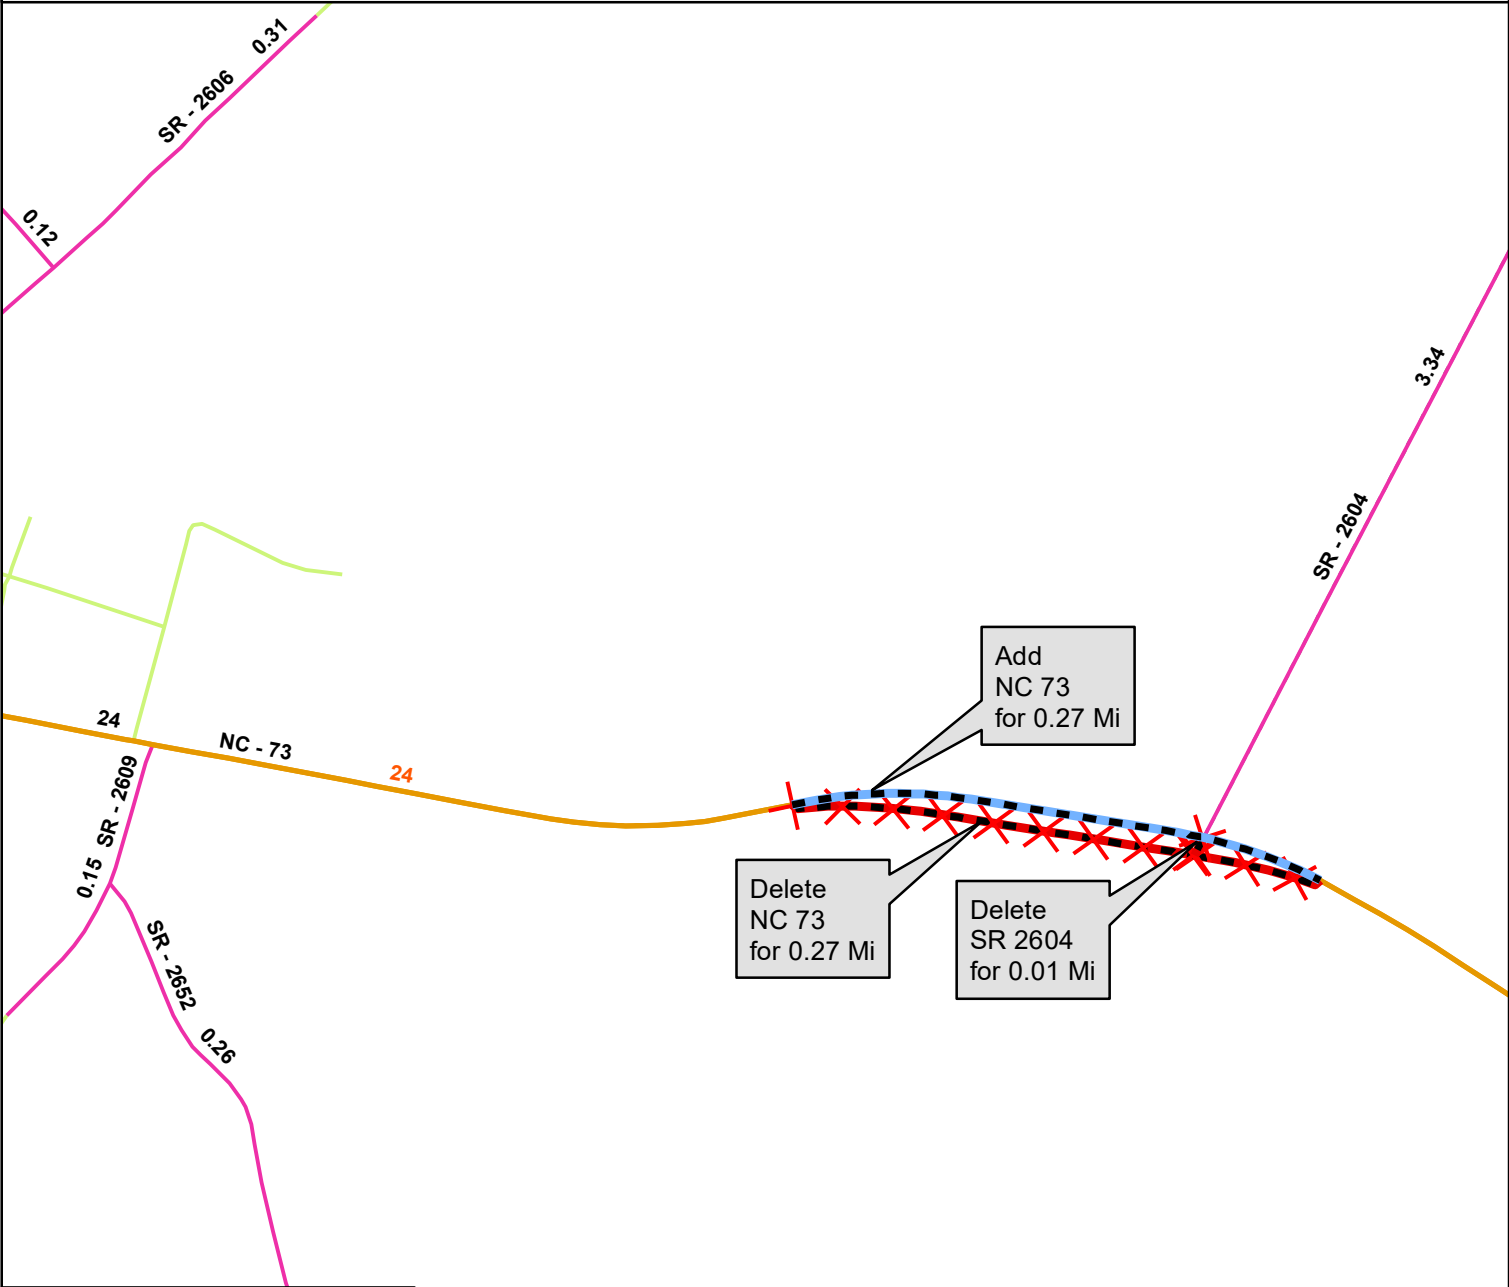 0.31
SR - 2606
0.12
3.34
SR - 2604
Add
NC 73
for 0.27 Mi
24
NC - 73
24
SR - 2609
0.15
Delete
NC 73
for 0.27 Mi
Delete
SR 2604
for 0.01 Mi
SR - 2652
0.26